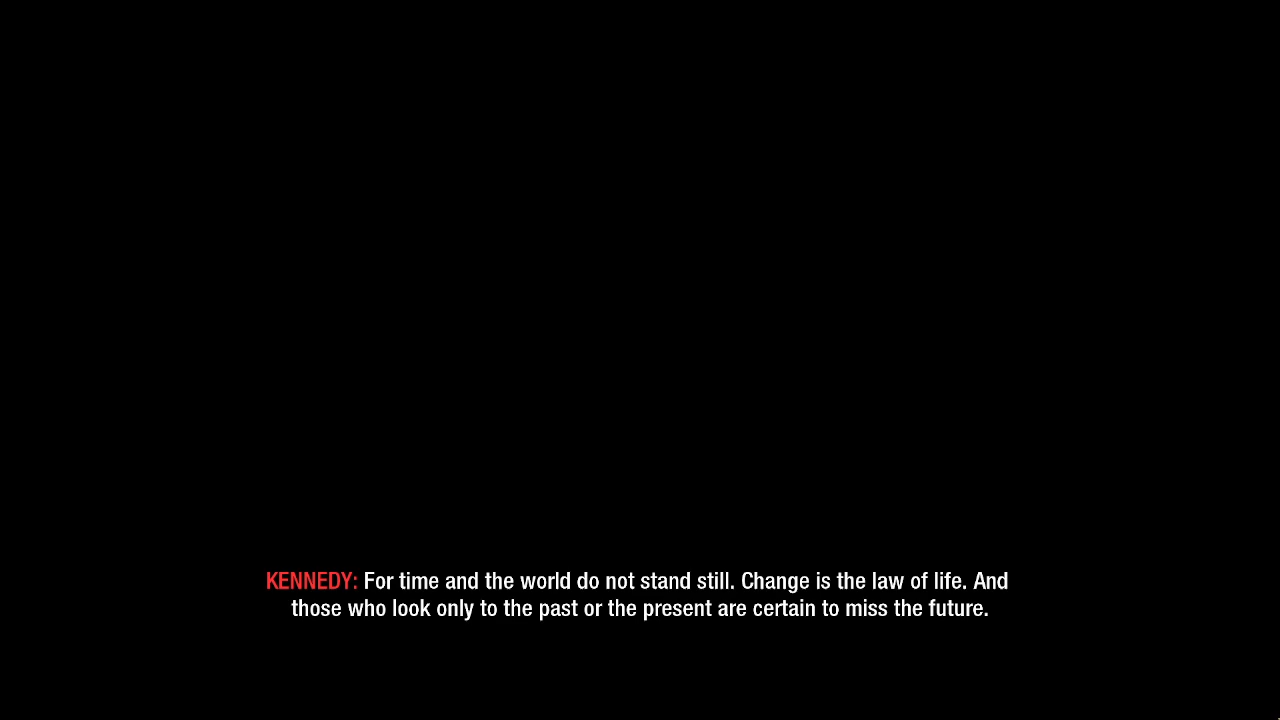 KENNEDY: For time and the world do not stand still. Change is the law of life. And
those who look only to the past or the present are certain to miss the future.